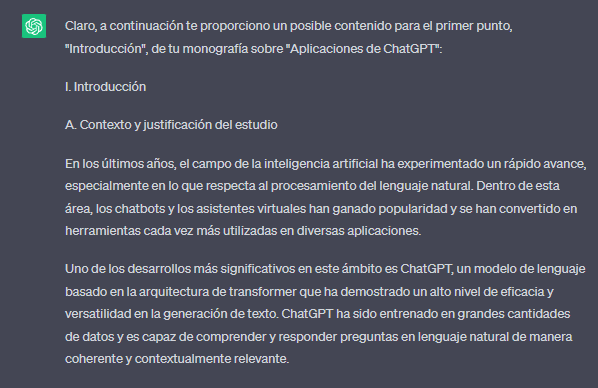 Claro, a continuación te proporciono un posible contenido para el primer punto,
"Introducción", de tu monografía sobre "Aplicaciones de ChatGPT":
I. Introducción
A. Contexto y justificación del estudio
En los últimos años, el campo de la inteligencia artificial ha experimentado un rápido avance,
especialmente en lo que respecta al procesamiento del lenguaje natural. Dentro de esta
área, los chatbots y los asistentes virtuales han ganado popularidad y se han convertido en
herramientas cada vez más utilizadas en diversas aplicaciones.
Uno de los desarrollos más significativos en este ámbito es ChatGPT, un modelo de lenguaje
basado en la arquitectura de transformer que ha demostrado un alto nivel de eficacia y
versatilidad en la generación de texto. ChatGPT ha sido entrenado en grandes cantidades
de datos y es capaz de comprender y responder preguntas en lenguaje natural de manera
coherente y contextualmente relevante.